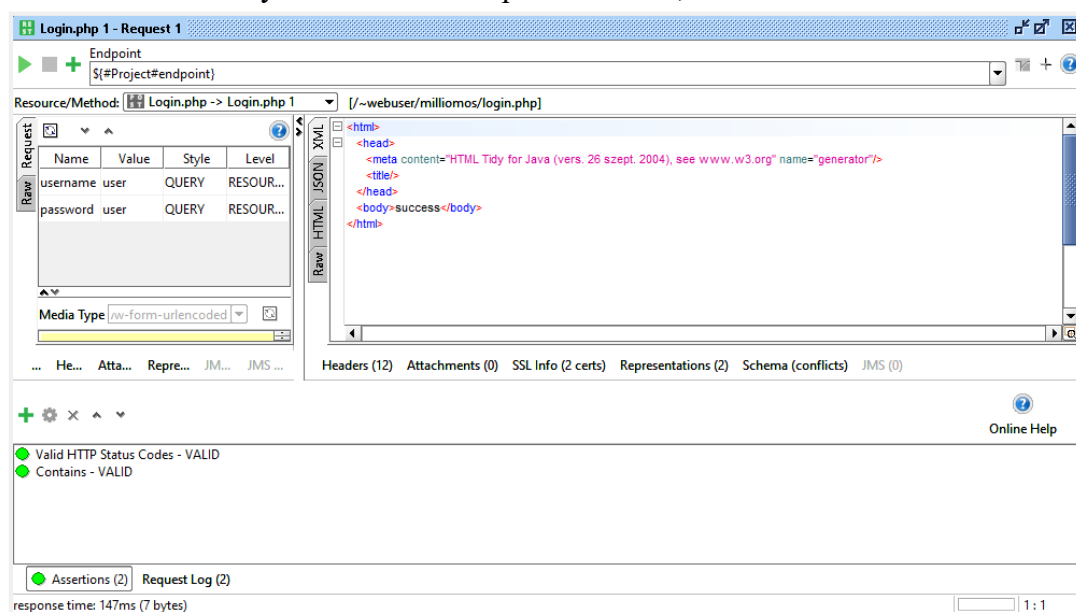 Login.php 1 - Request 1
Endpoint
${#Project#endpoint}
Resource/Method: Login.php -> Login.php 1 [/~webuser/milliomos/login.php]
Request
Raw
Name Value Style Level
username user QUERY RESOUR...
password user QUERY RESOUR...
Media Type /w-form-urlencoded
... He... Atta... Repre... JM... JMS ...
XML
JSON
HTML
Raw
<html>
<head>
<meta content="HTML Tidy for Java (vers. 26 szept. 2004), see www.w3.org" name="generator"/>
<title/>
</head>
<body>success</body>
</html>
Headers (12) Attachments (0) SSL Info (2 certs) Representations (2) Schema (conflicts) JMS (0)
Online Help
Valid HTTP Status Codes - VALID
Contains - VALID
Assertions (2) Request Log (2)
response time: 147ms (7 bytes) 1 : 1